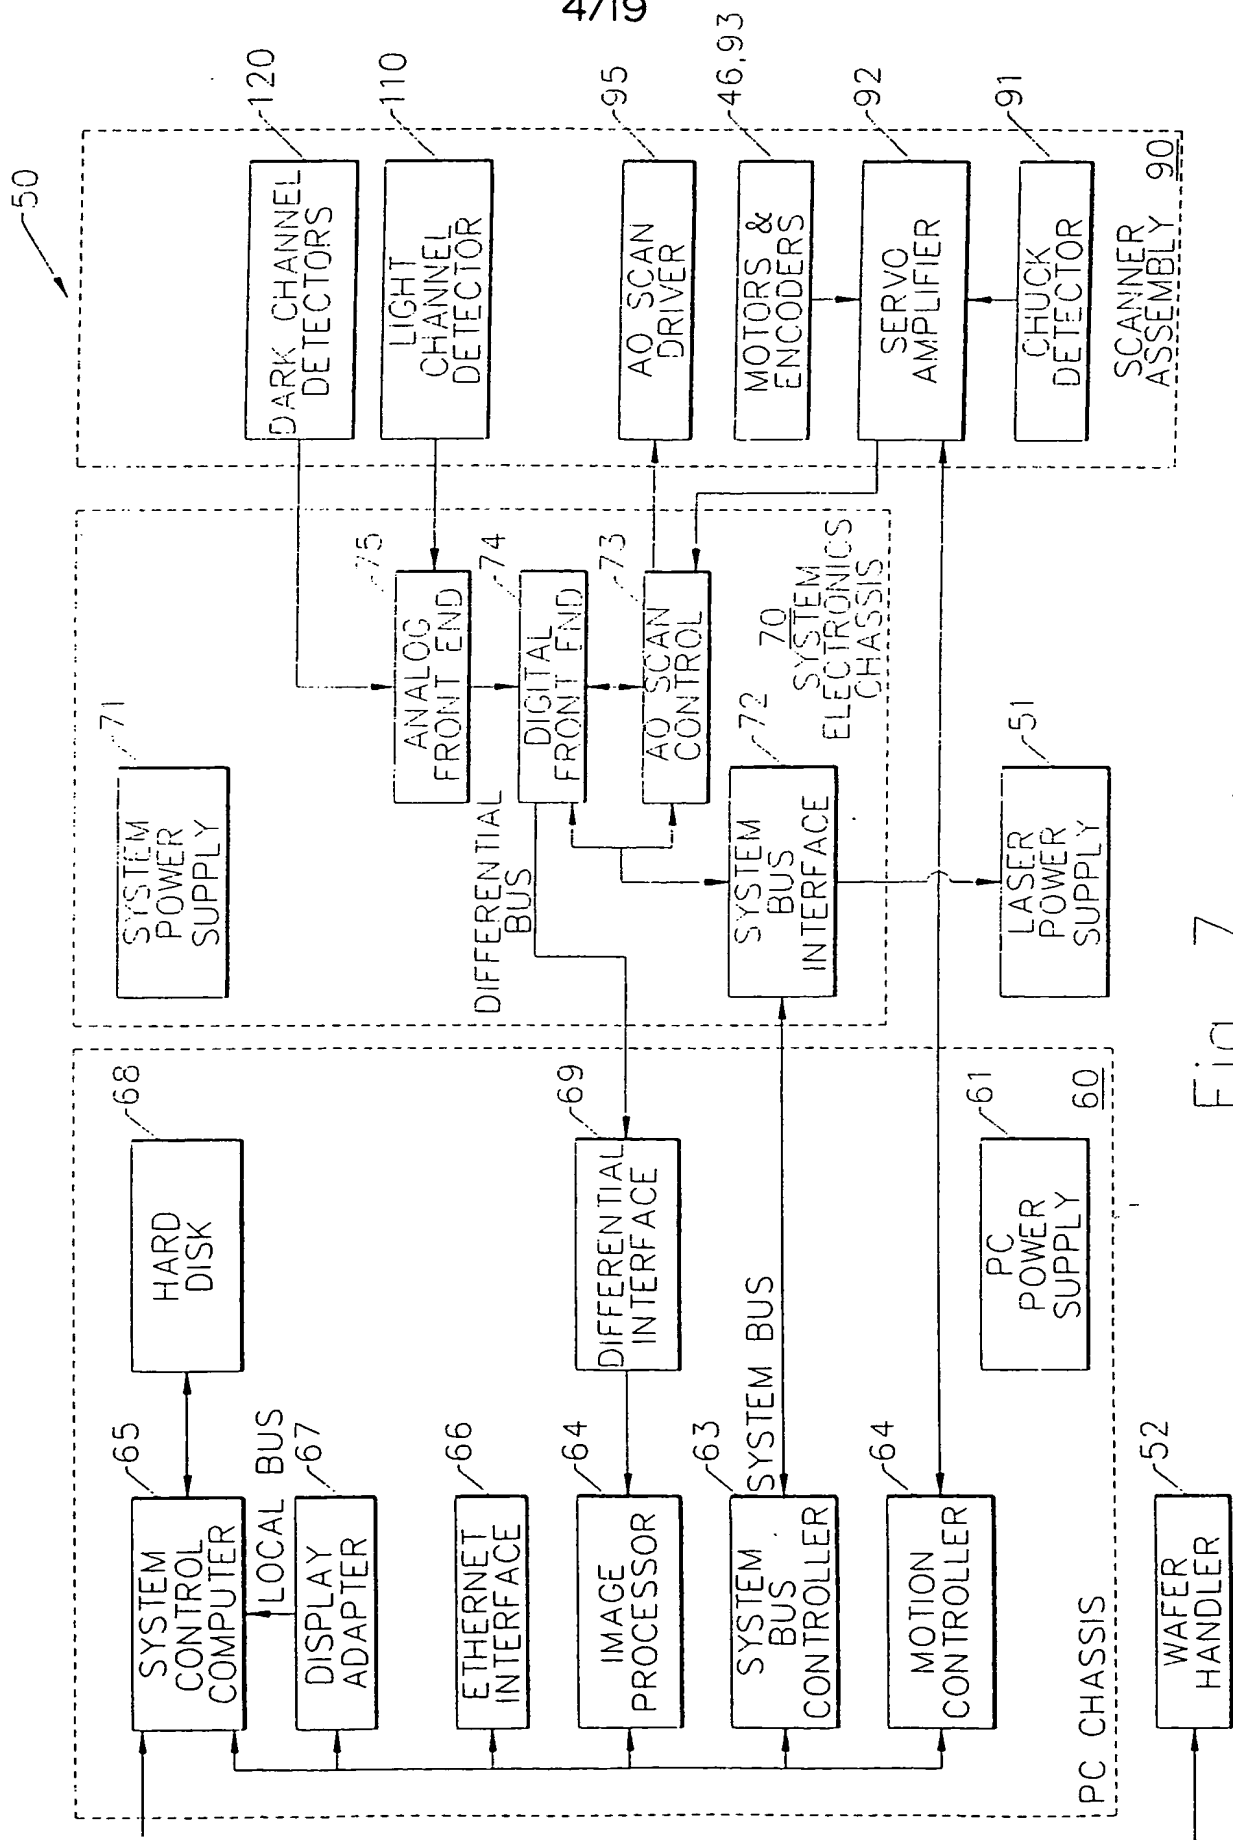 4/19
50
SYSTEM
CONTROL
COMPUTER
65
HARD
DISK
68
LOCAL BUS
DISPLAY
ADAPTER
67
ETHERNET
INTERFACE
66
IMAGE
PROCESSOR
64
DIFFERENTIAL
INTERFACE
69
SYSTEM
BUS
CONTROLLER
63
SYSTEM BUS
MOTION
CONTROLLER
64
PC
POWER
SUPPLY
61
60
PC CHASSIS
WAFER
HANDLER
52
SYSTEM
POWER
SUPPLY
71
ANALOG
FRONT END
75
DIFFERENTIAL
BUS
DIGITAL
FRONT END
74
AO SCAN
CONTROL
73
SYSTEM
BUS
INTERFACE
72
70
SYSTEM
ELECTRONICS
CHASSIS
LASER
POWER
SUPPLY
51
DARK CHANNEL
DETECTORS
120
LIGHT
CHANNEL
DETECTOR
110
AO SCAN
DRIVER
95
MOTORS &
ENCODERS
46,93
SERVO
AMPLIFIER
92
CHUCK
DETECTOR
91
SCANNER
ASSEMBLY
90
Fig. 7